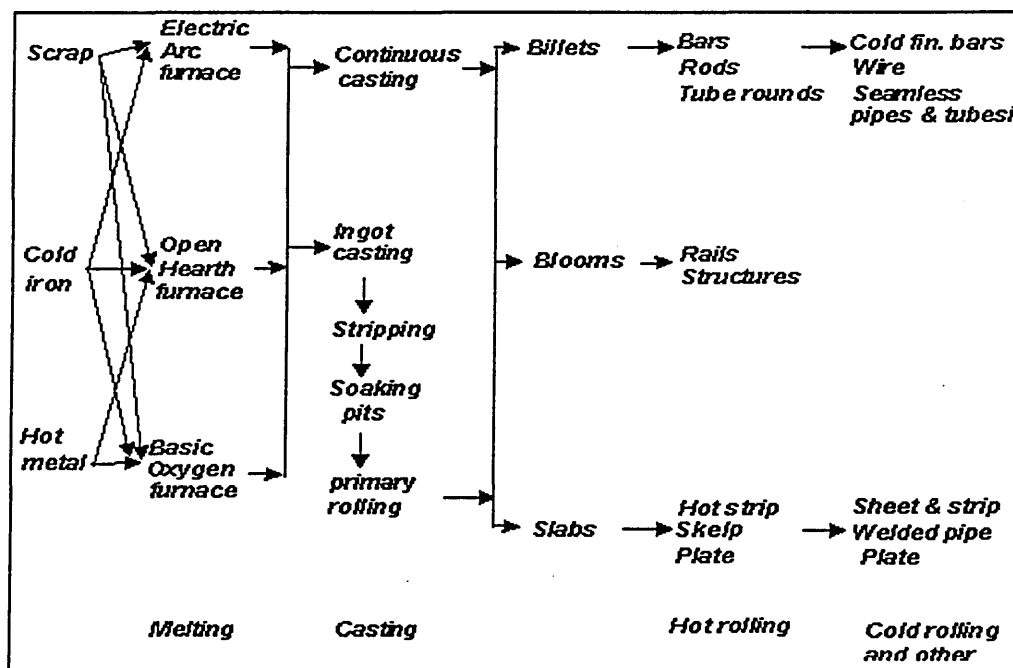 Scrap
Electric
Arc
furnace
Continuous
casting
Billets
Bars
Rods
Tube rounds
Cold fin. bars
Wire
Seamless
pipes & tubesi
Cold
iron
Open
Hearth
furnace
Ingot
casting
Stripping
Soaking
pits
primary
rolling
Blooms
Rails
Structures
Hot
metal
Basic
Oxygen
furnace
Slabs
Hot strip
Skelp
Plate
Sheet & strip
Welded pipe
Plate
Melting
Casting
Hot rolling
Cold rolling
and other